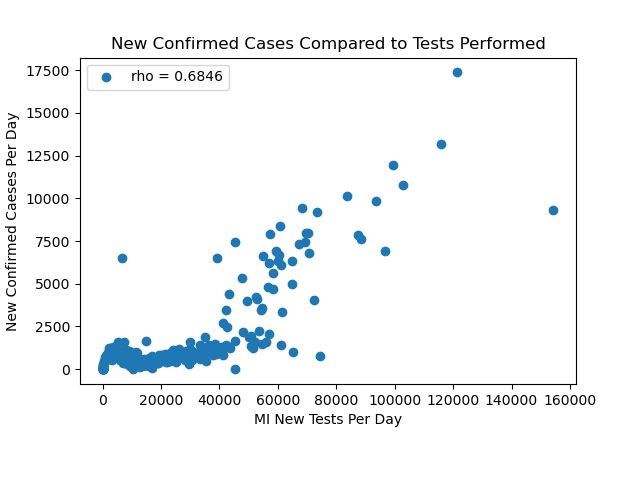 New Confirmed Cases Compared to Tests Performed
rho = 0.6846
New Confirmed Caeses Per Day
17500
15000
12500
10000
7500
5000
2500
0
0 20000 40000 60000 80000 100000 120000 140000 160000
MI New Tests Per Day